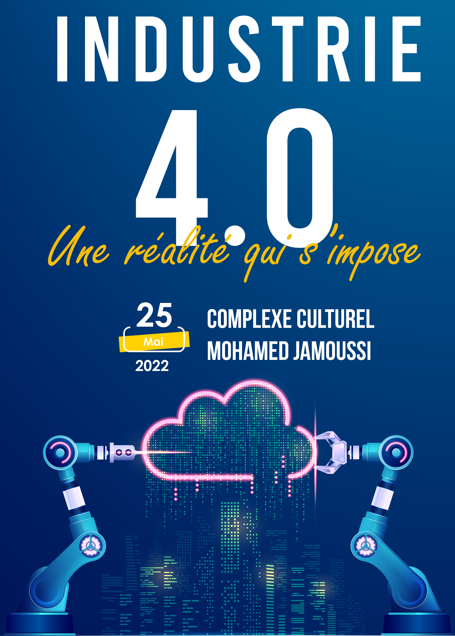 INDUSTRIE
4.0
Une réalité qui s'impose
25
Mai
2022
COMPLEXE CULTUREL
MOHAMED JAMOUSSI